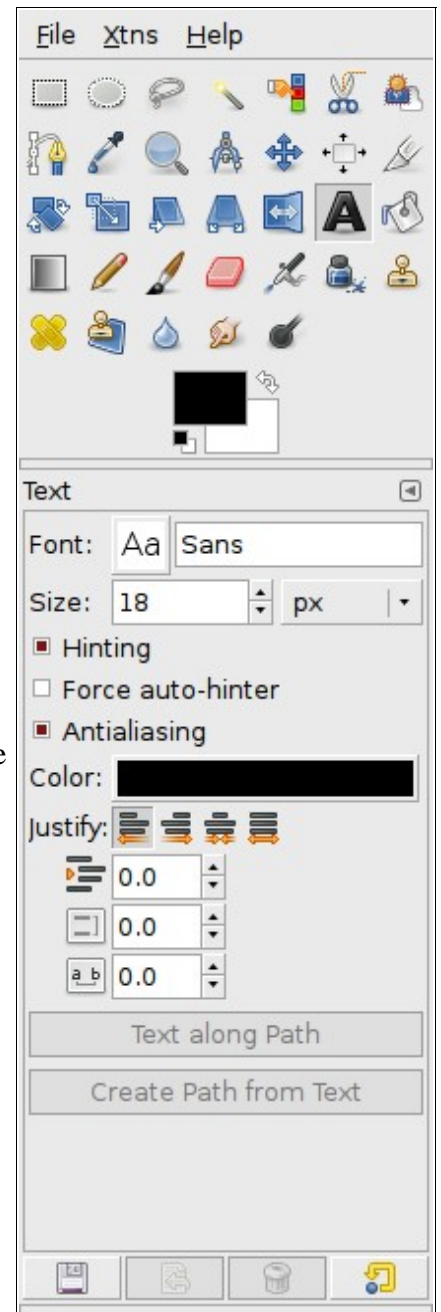 File Xtns Help
A
Text
Font: Aa Sans
Size: 18 px
Hinting
Force auto-hinter
Antialiasing
e
Color:
Justify:
0.0
0.0
a b 0.0
Text along Path
Create Path from Text